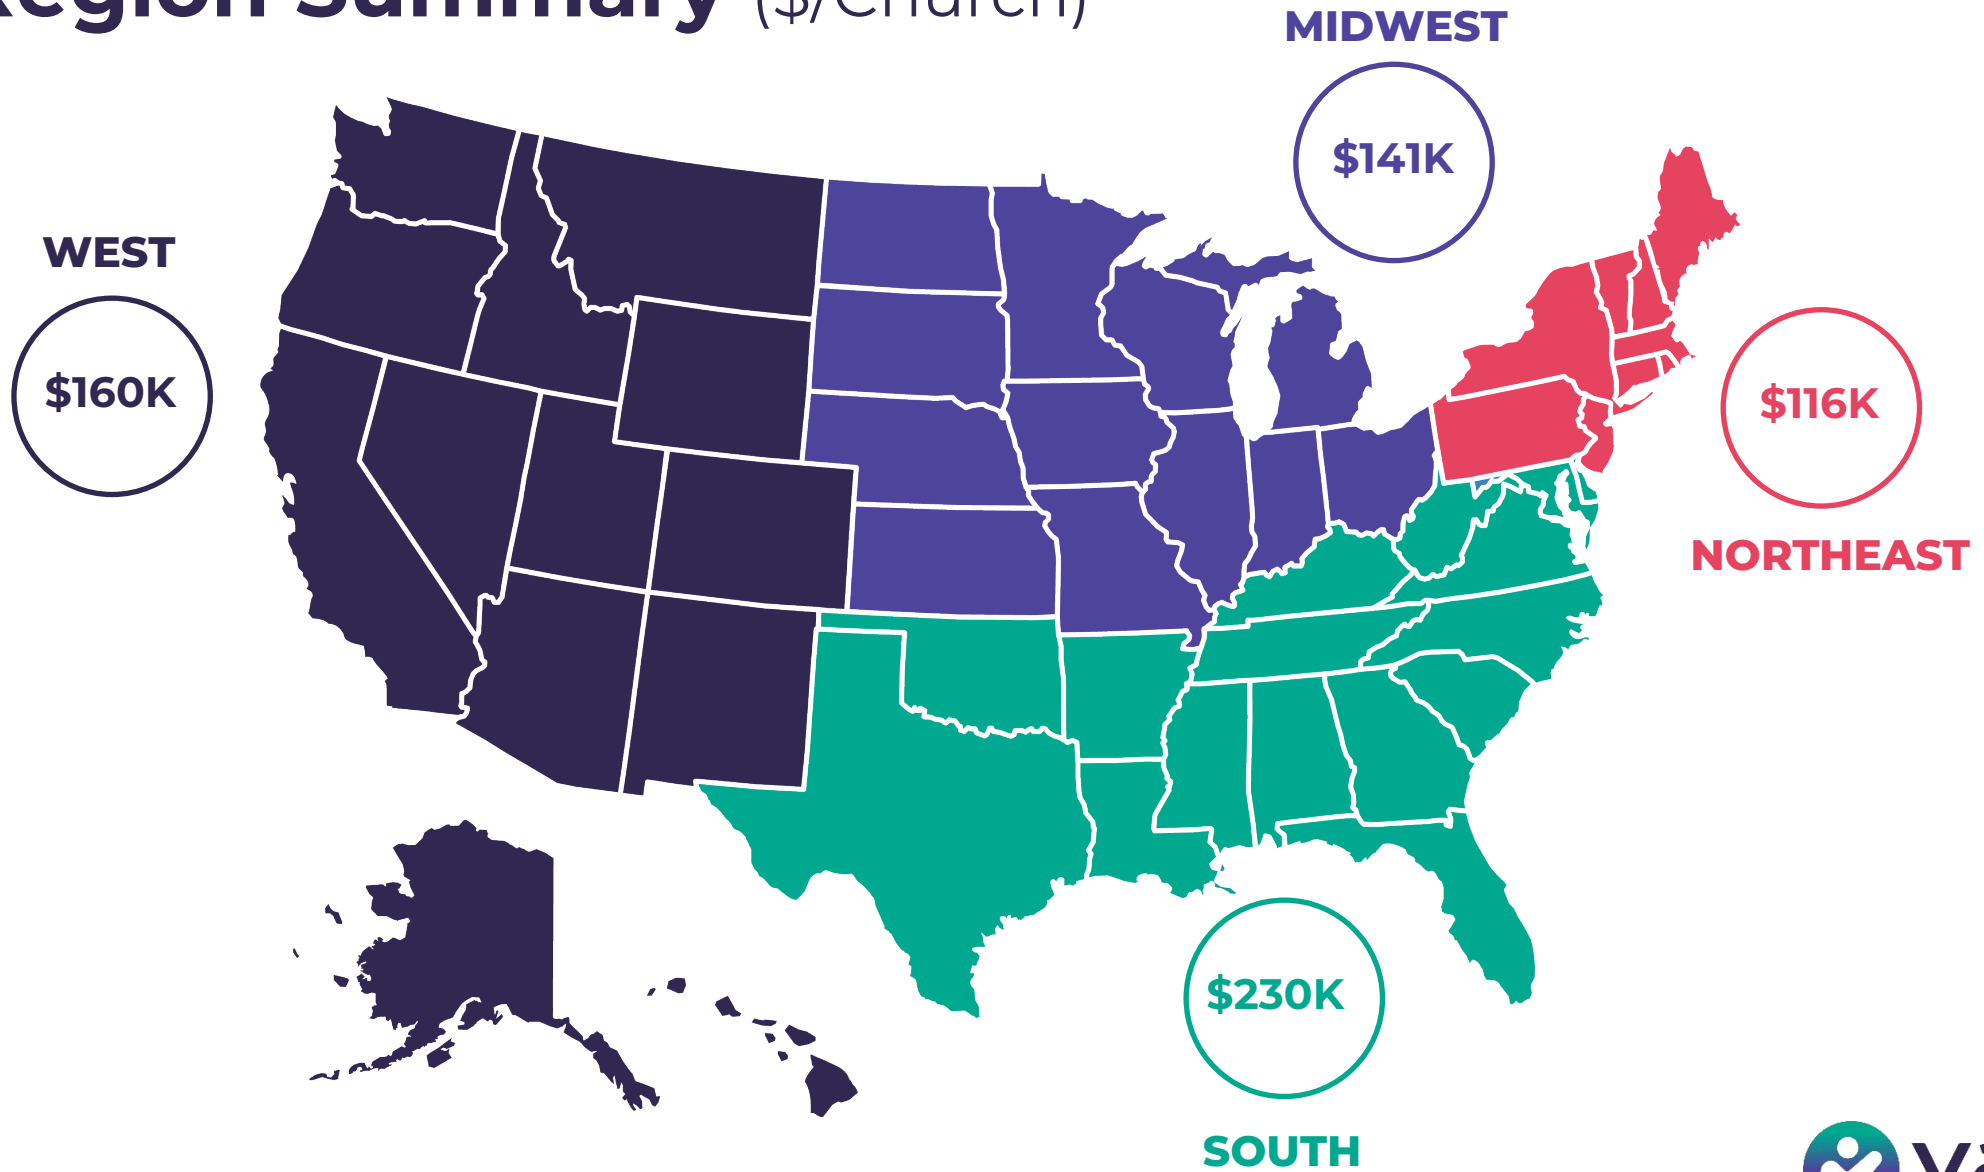 Region Summary ($/Church)
MIDWEST
$141K
WEST
$160K
$116K
NORTHEAST
$230K
SOUTH